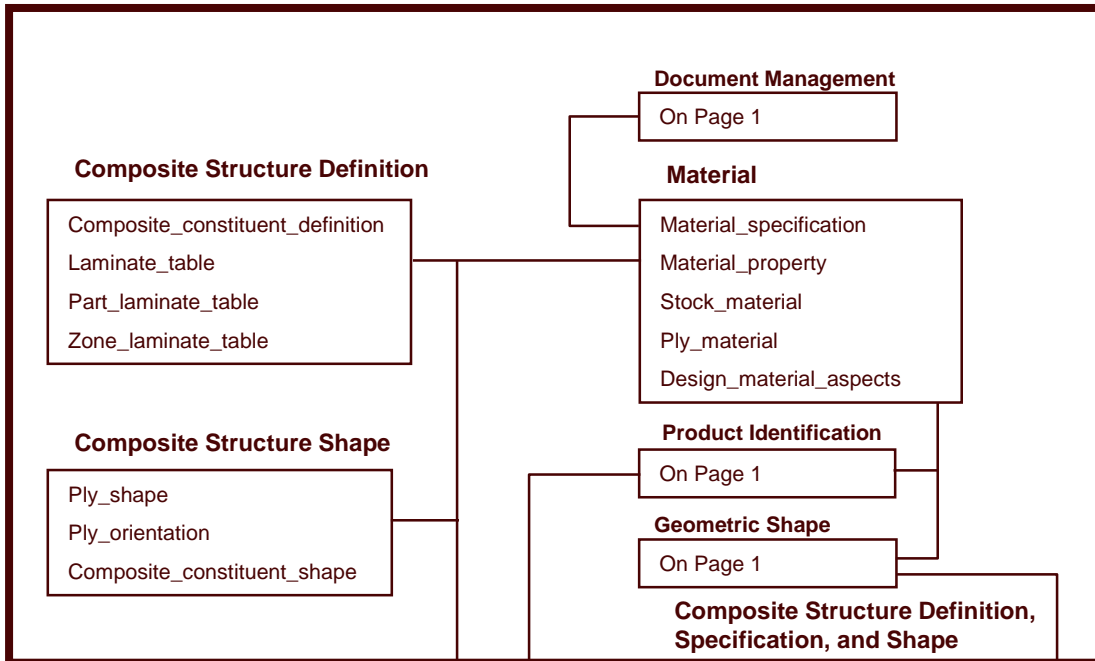 Document Management
On Page 1
Composite Structure Definition
Composite_constituent_definition
Laminate_table
Part_laminate_table
Zone_laminate_table
Material
Material_specification
Material_property
Stock_material
Ply_material
Design_material_aspects
Composite Structure Shape
Ply_shape
Ply_orientation
Composite_constituent_shape
Product Identification
On Page 1
Geometric Shape
On Page 1
Composite Structure Definition,
Specification, and Shape